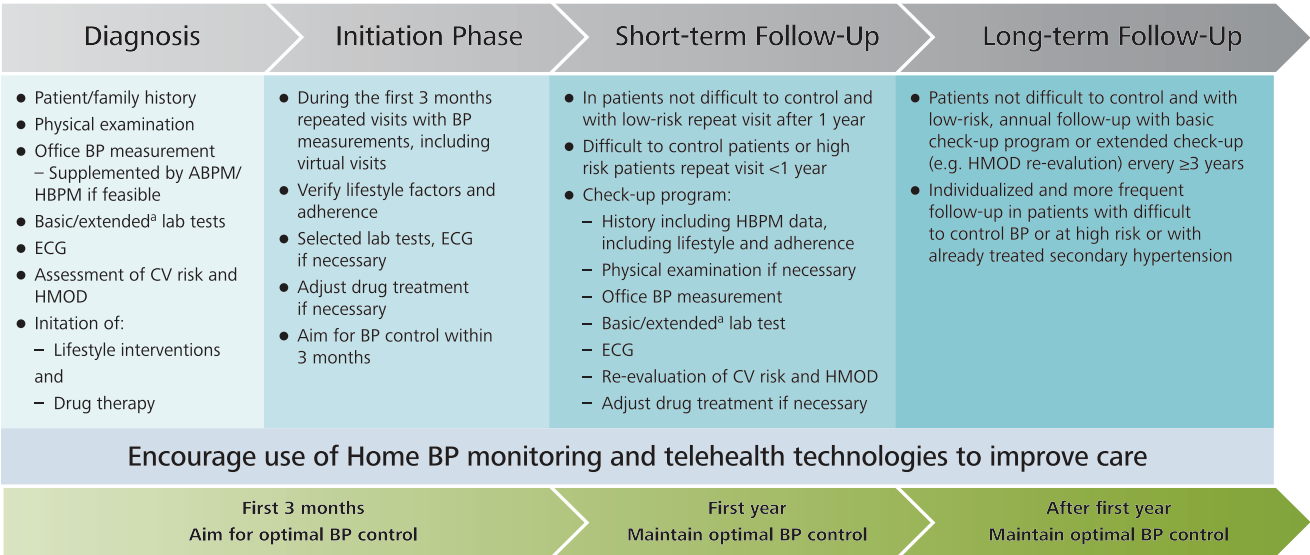 Diagnosis
Initiation Phase
Short-term Follow-Up
Long-term Follow-Up
● Patient/family history
● Physical examination
● Office BP measurement
– Supplemented by ABPM/
HBPM if feasible
● Basic/extendedª lab tests
● ECG
● Assessment of CV risk and
HMOD
● Initation of:
– Lifestyle interventions
and
– Drug therapy
● During the first 3 months
repeated visits with BP
measurements, including
virtual visits
● Verify lifestyle factors and
adherence
● Selected lab tests, ECG
if necessary
● Adjust drug treatment
if necessary
● Aim for BP control within
3 months
● In patients not difficult to control and
with low-risk repeat visit after 1 year
● Difficult to control patients or high
risk patients repeat visit <1 year
● Check-up program:
– History including HBPM data,
including lifestyle and adherence
– Physical examination if necessary
– Office BP measurement
– Basic/extendedª lab test
– ECG
– Re-evaluation of CV risk and HMOD
– Adjust drug treatment if necessary
● Patients not difficult to control and with
low-risk, annual follow-up with basic
check-up program or extended check-up
(e.g. HMOD re-evalution) ervery ≥3 years
● Individualized and more frequent
follow-up in patients with difficult
to control BP or at high risk or with
already treated secondary hypertension
Encourage use of Home BP monitoring and telehealth technologies to improve care
First 3 months
Aim for optimal BP control
First year
Maintain optimal BP control
After first year
Maintain optimal BP control